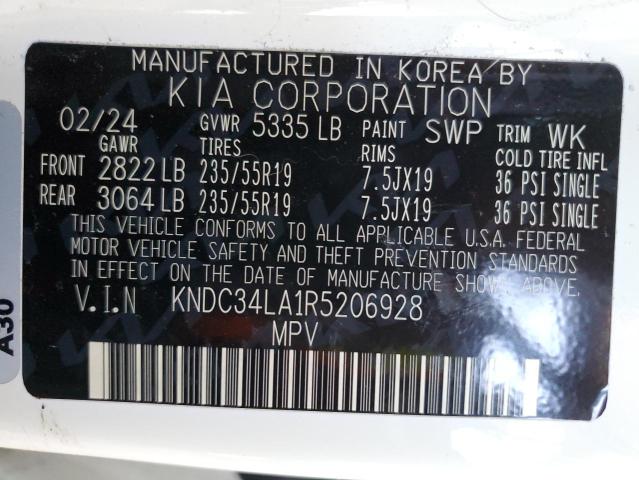 MANUFACTURED IN KOREA BY
KIA CORPORATION
02/24 GVWR 5335 LB PAINT SWP TRIM WK
GAWR TIRES RIMS COLD TIRE INFL
FRONT 2822 LB 235/55R19 7.5JX19 36 PSI SINGLE
REAR 3064 LB 235/55R19 7.5JX19 36 PSI SINGLE
THIS VEHICLE CONFORMS TO ALL APPLICABLE U.S.A. FEDERAL
MOTOR VEHICLE SAFETY AND THEFT PREVENTION STANDARDS
IN EFFECT ON THE DATE OF MANUFACTURE SHOWN ABOVE.
V.I.N KNDC34LA1R5206928
MPV
A30